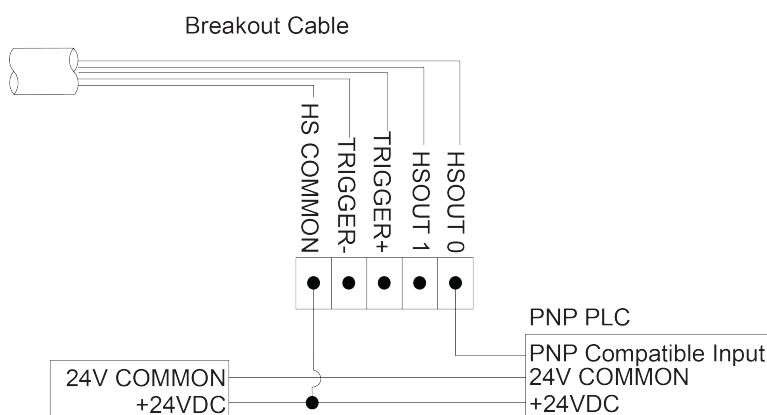 Breakout Cable
HS COMMON
TRIGGER-
TRIGGER+
HSOUT 1
HSOUT 0
PNP PLC
PNP Compatible Input
24V COMMON
+24VDC
24V COMMON
+24VDC